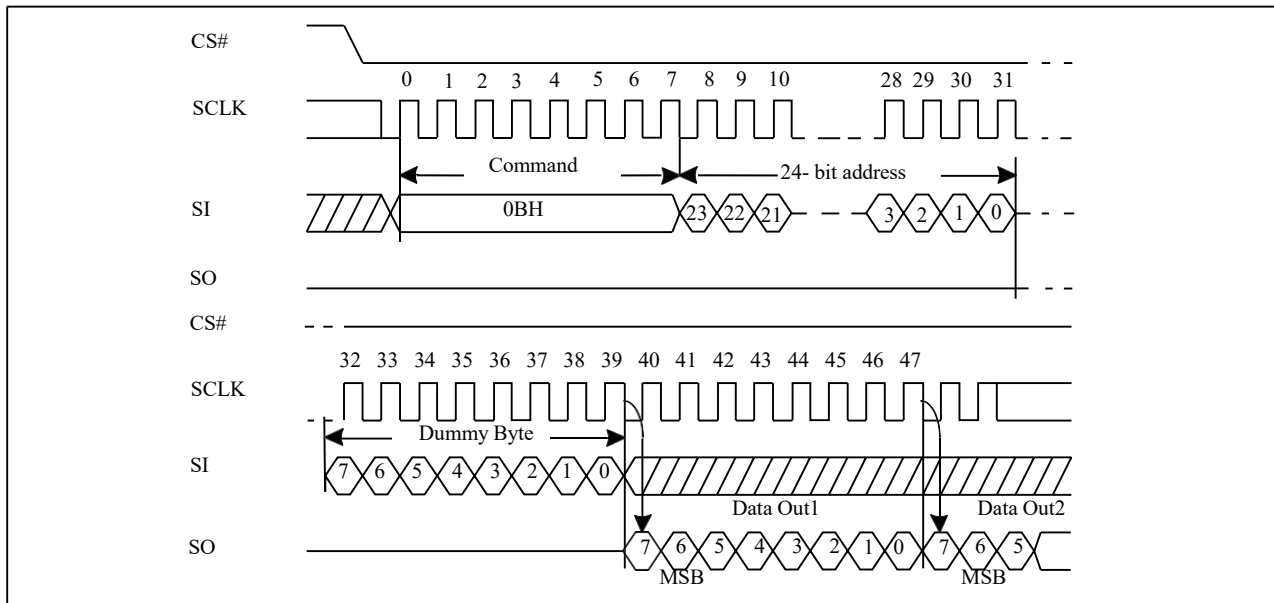 CS#
0 1 2 3 4 5 6 7 8 9 10 28 29 30 31
SCLK
Command 24- bit address
SI 0BH 23 22 21 3 2 1 0
SO
CS#
32 33 34 35 36 37 38 39 40 41 42 43 44 45 46 47
SCLK
Dummy Byte
SI 7 6 5 4 3 2 1 0
Data Out1 Data Out2
SO 7 6 5 4 3 2 1 0 7 6 5
MSB MSB